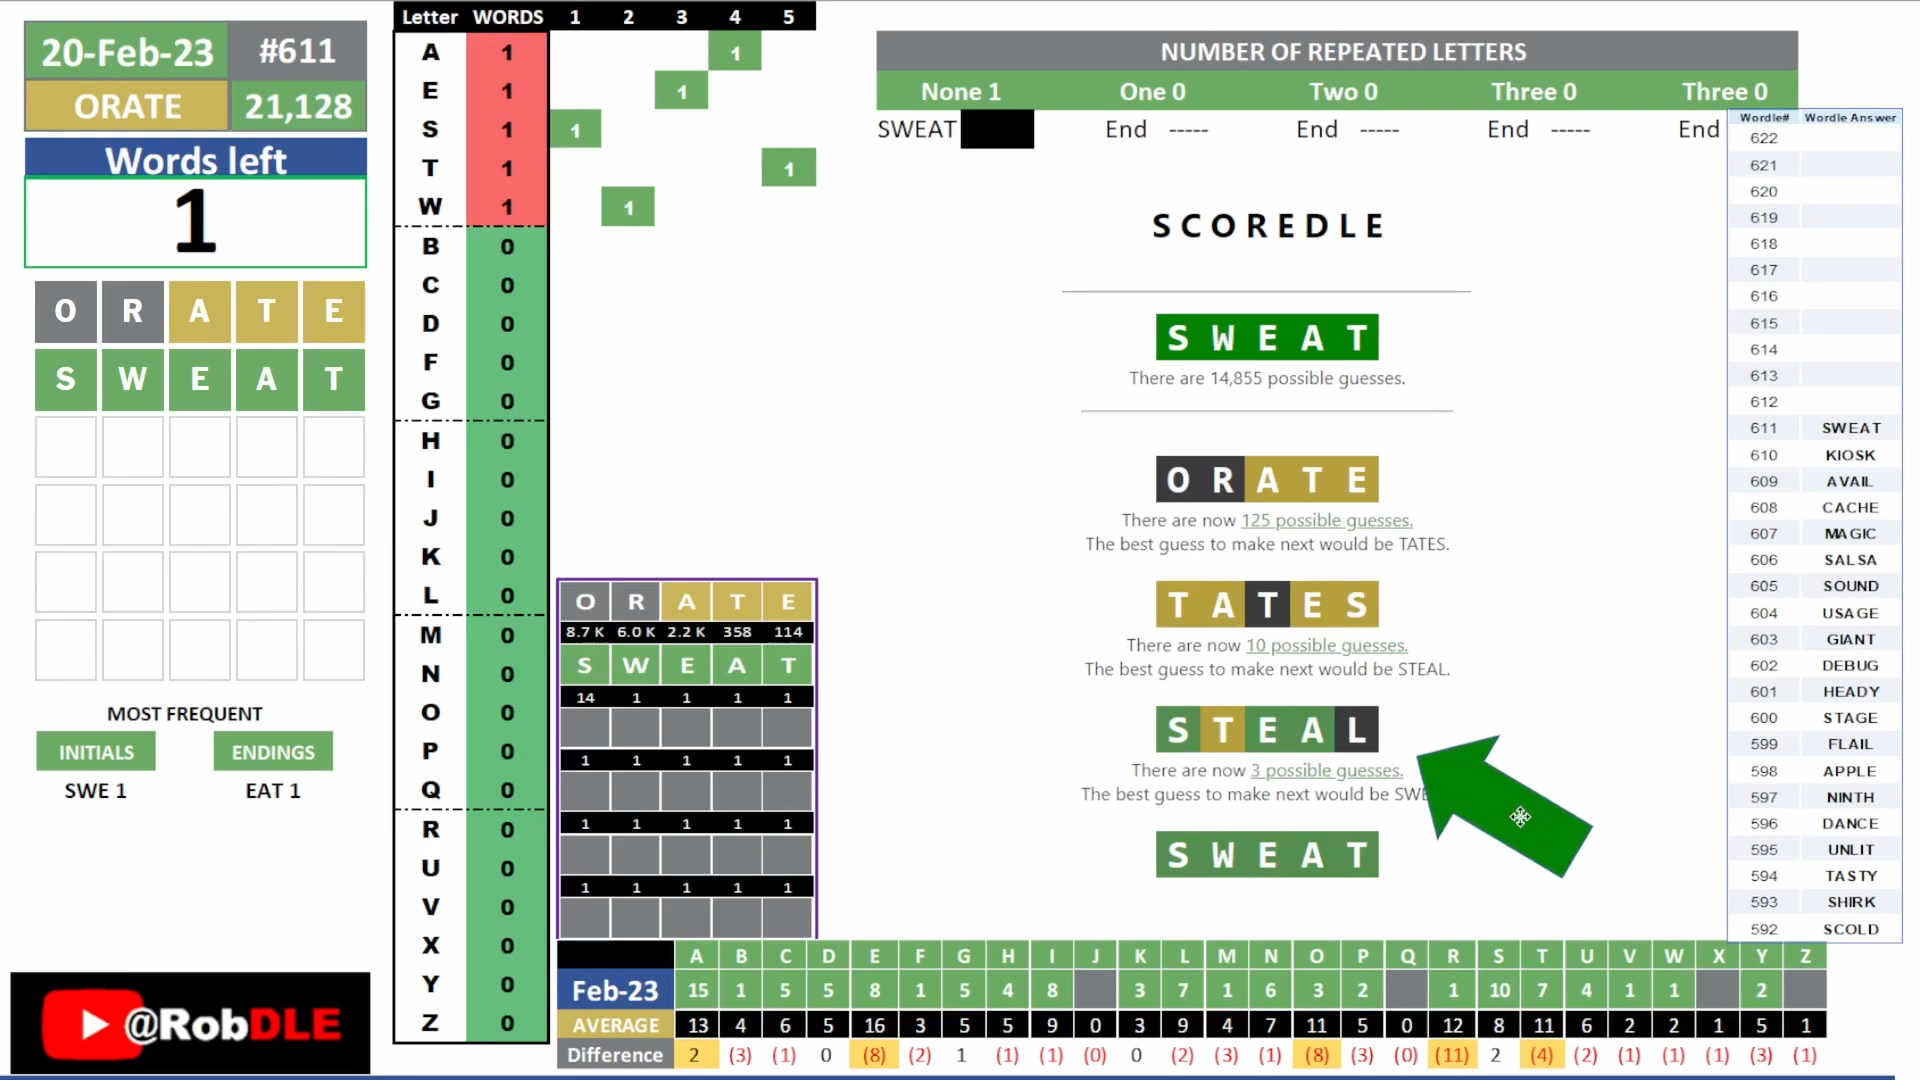 20-Feb-23 #611
ORATE 21,128
Words left
1
O R A T E
S W E A T
MOST FREQUENT
INITIALS ENDINGS
SWE 1 EAT 1
@RobDLE
Letter WORDS 1 2 3 4 5
A 1 1
E 1 1
S 1 1
T 1 1
W 1 1
B 0
C 0
D 0
F 0
G 0
H 0
I 0
J 0
K 0
L 0
M 0
N 0
O 0
P 0
Q 0
R 0
U 0
V 0
X 0
Y 0
Z 0
O R A T E
8.7 K 6.0 K 2.2 K 358 114
S W E A T
14 1 1 1 1
1 1 1 1 1
1 1 1 1 1
1 1 1 1 1
NUMBER OF REPEATED LETTERS
None 1 One 0 Two 0 Three 0 Three 0
SWEAT End ----- End ----- End ----- End
SCOREDLE
SWEAT
There are 14,855 possible guesses.
ORATE
There are now 125 possible guesses.
The best guess to make next would be TATES.
TATES
There are now 10 possible guesses.
The best guess to make next would be STEAL.
STEAL
There are now 3 possible guesses.
The best guess to make next would be
SWEAT
Wordle# Wordle Answer
622
621
620
619
618
617
616
615
614
613
612
611 SWEAT
610 KIOSK
609 AVAIL
608 CACHE
607 MAGIC
606 SALSA
605 SOUND
604 USAGE
603 GIANT
602 DEBUG
601 HEADY
600 STAGE
599 FLAIL
598 APPLE
597 NINTH
596 DANCE
595 UNLIT
594 TASTY
593 SHIRK
592 SCOLD
A B C D E F G H I J K L M N O P Q R S T U V W X Y Z
Feb-23 15 1 5 5 8 1 5 4 8 3 7 1 6 3 2 1 10 7 4 1 1 2
AVERAGE 13 4 6 5 16 3 5 5 9 0 3 9 4 7 11 5 0 12 8 11 6 2 2 1 5 1
Difference 2 (3) (1) 0 (8) (2) 1 (1) (1) (0) 0 (2) (3) (1) (8) (3) (0) (11) 2 (4) (2) (1) (1) (1) (3) (1)